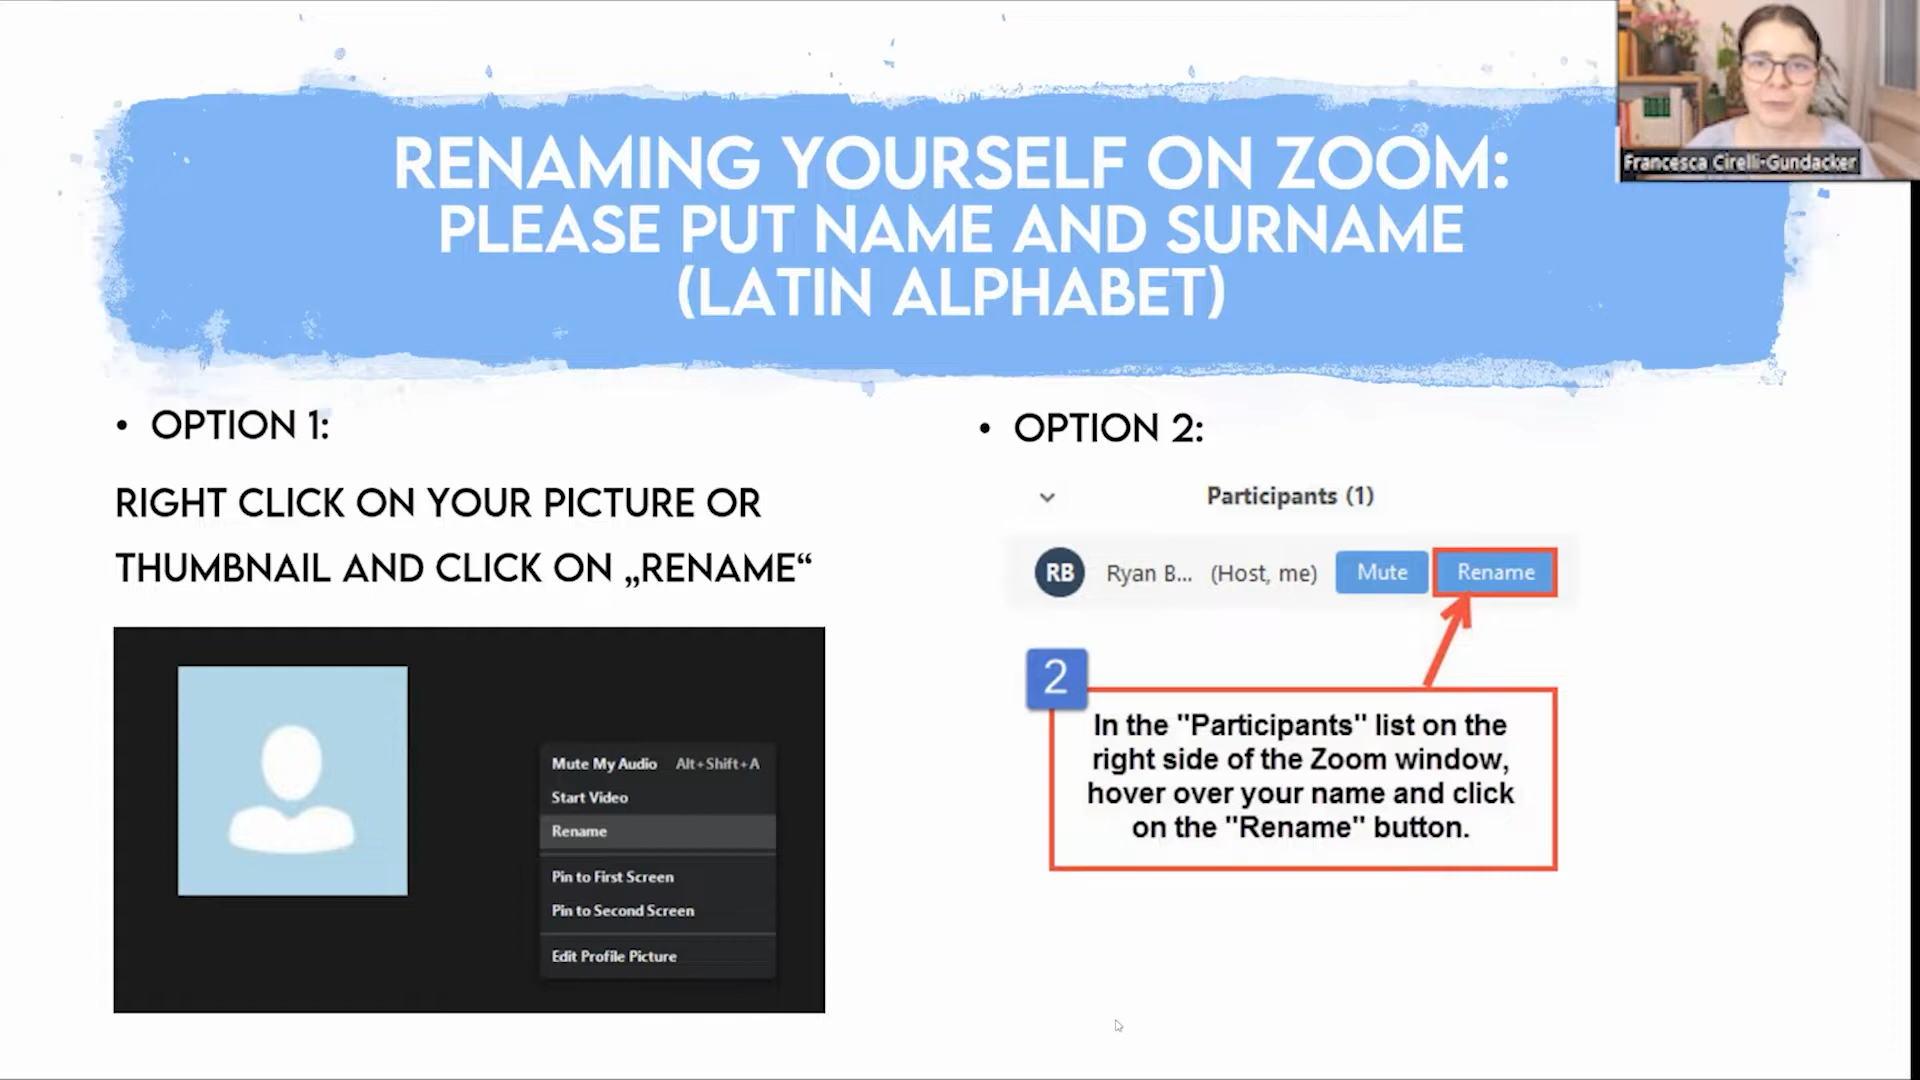 RENAMING YOURSELF ON ZOOM:
PLEASE PUT NAME AND SURNAME
(LATIN ALPHABET)
Francesca Cirelli-Gundacker
• OPTION 1:
RIGHT CLICK ON YOUR PICTURE OR
THUMBNAIL AND CLICK ON „RENAME“
Mute My Audio Alt+Shift+A
Start Video
Rename
Pin to First Screen
Pin to Second Screen
Edit Profile Picture
• OPTION 2:
Participants (1)
RB Ryan B... (Host, me) Mute Rename
2
In the "Participants" list on the
right side of the Zoom window,
hover over your name and click
on the "Rename" button.